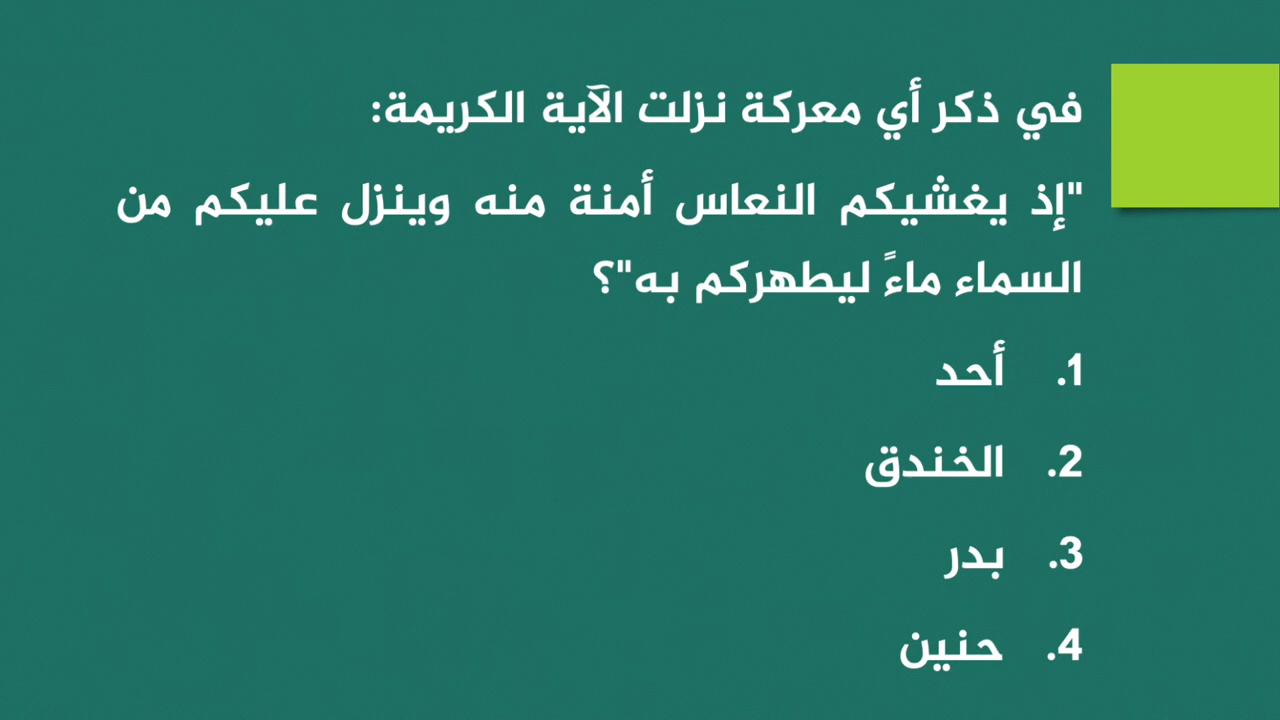 في ذكر أي معركة نزلت الآية الكريمة:
"إذ يغشيكم النعاس أمنة منه وينزل عليكم من
السماء ماءً ليطهركم به"؟
1. أحد
2. الخندق
3. بدر
4. حنين